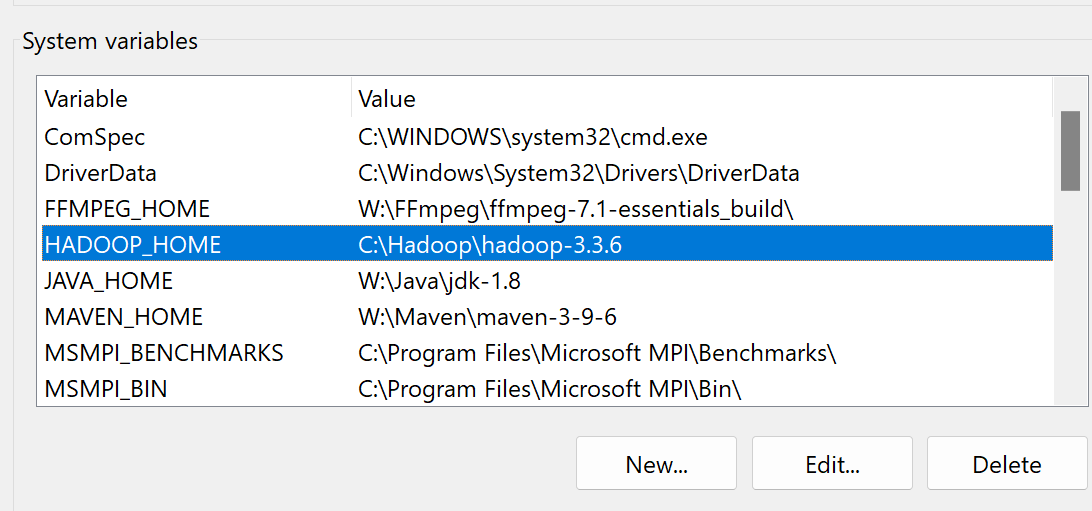 System variables
Variable Value
ComSpec C:\WINDOWS\system32\cmd.exe
DriverData C:\Windows\System32\Drivers\DriverData
FFMPEG_HOME W:\FFmpeg\ffmpeg-7.1-essentials_build\
HADOOP_HOME C:\Hadoop\hadoop-3.3.6
JAVA_HOME W:\Java\jdk-1.8
MAVEN_HOME W:\Maven\maven-3-9-6
MSMPI_BENCHMARKS C:\Program Files\Microsoft MPI\Benchmarks\
MSMPI_BIN C:\Program Files\Microsoft MPI\Bin\
New... Edit... Delete